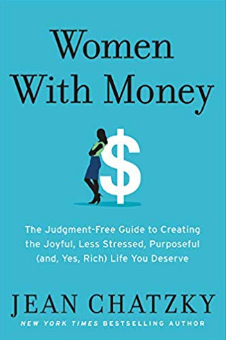 Women
With Money
$
The Judgment-Free Guide to Creating
the Joyful, Less Stressed, Purposeful
(and, Yes, Rich) Life You Deserve
JEAN CHATZKY
NEW YORK TIMES BESTSELLING AUTHOR